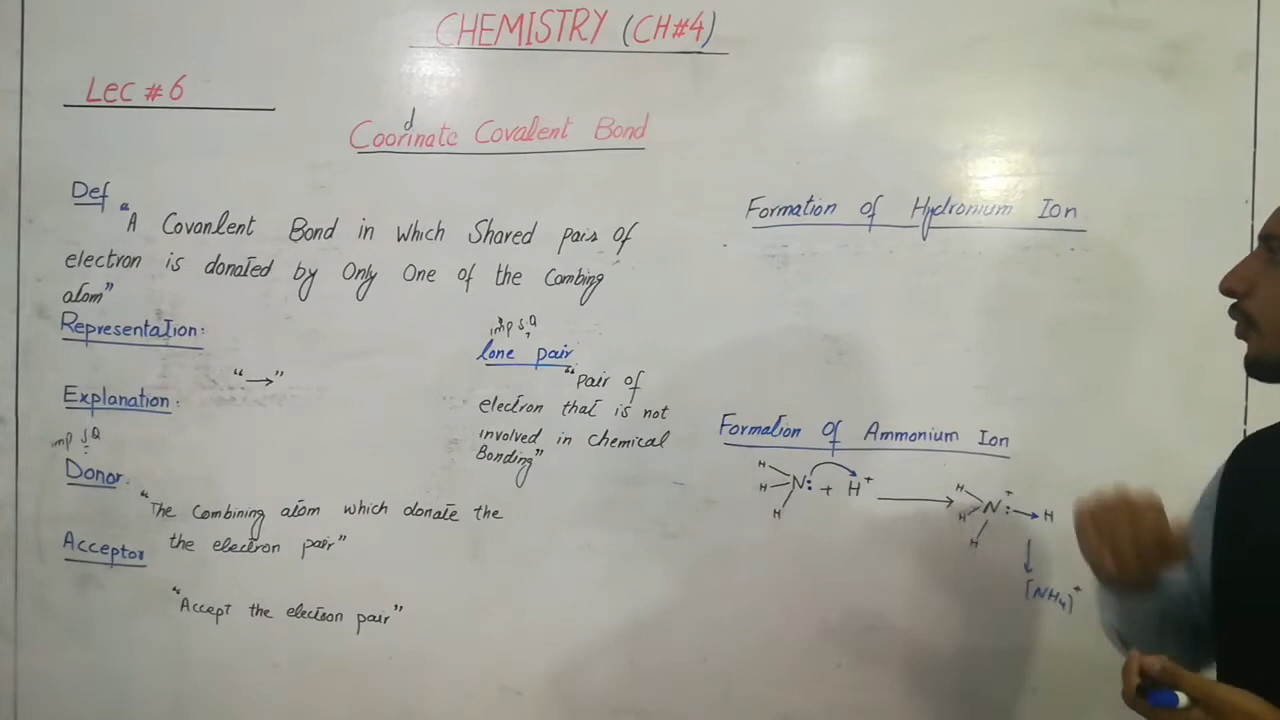 CHEMISTRY (CH#4)
Lec # 6
Coordinate Covalent Bond
Def
"A Covanlent Bond in which Shared pair of
electron is donated by Only One of the Combing
atom"
Representation:
"→"
Explanation:
imp S.Q
Donor:
"The Combining atom which donate the
the electron pair"
Acceptor
"Accept the electron pair"
imp S.Q
lone pair
"pair of
electron that is not
involved in chemical
Bonding"
Formation of Hydronium Ion
Formation Of Ammonium Ion
H
H N: + H+ → H N+: → H
H
H
H
H
[NH4]+